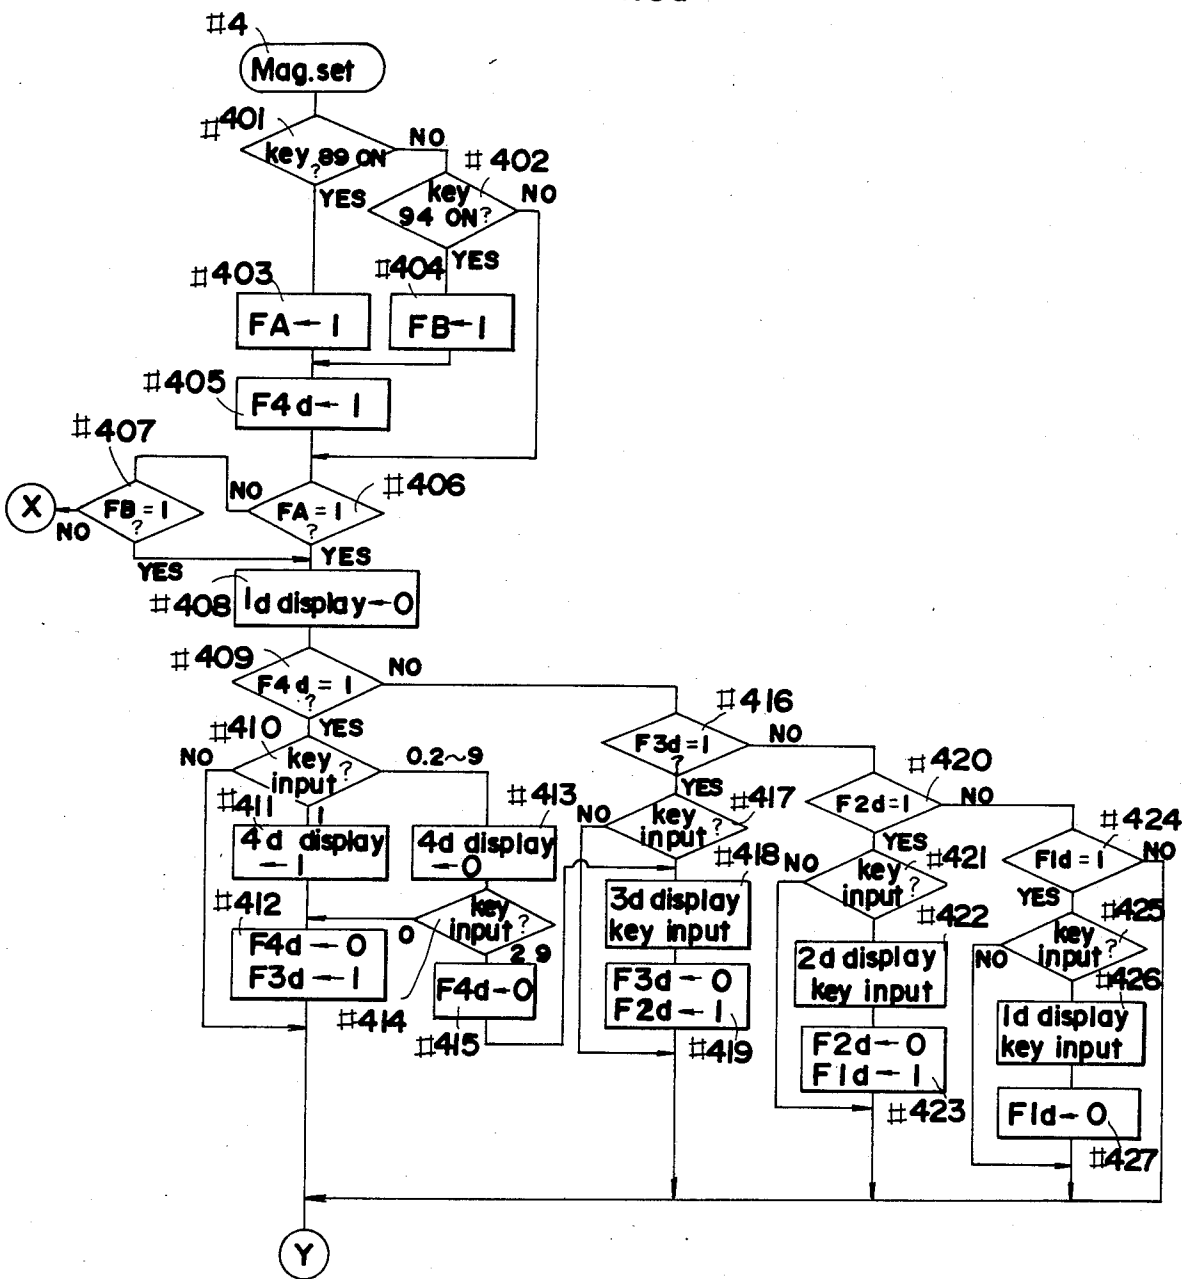 #4
Mag.set
#401
key 89 ON
?
NO
YES
#402
key
94 ON?
NO
YES
#403
FA←1
#404
FB←1
#405
F4d←1
#407
FB=1
?
NO
YES
X
#406
FA=1
?
NO
YES
#408
1d display←0
#409
F4d=1
?
NO
YES
#410
key
input?
NO
0.2~9
1
#411
4d display
←1
#412
F4d←0
F3d←1
#413
4d display
←0
#414
key
input?
0
2 9
#415
F4d←0
#416
F3d=1
?
NO
YES
#417
key
input?
NO
#418
3d display
key input
#419
F3d←0
F2d←1
#420
F2d=1
NO
YES
#421
key
input?
NO
#422
2d display
key input
#423
F2d←0
F1d←1
#424
F1d=1
NO
YES
#425
key
input?
NO
#426
1d display
key input
#427
F1d←0
Y